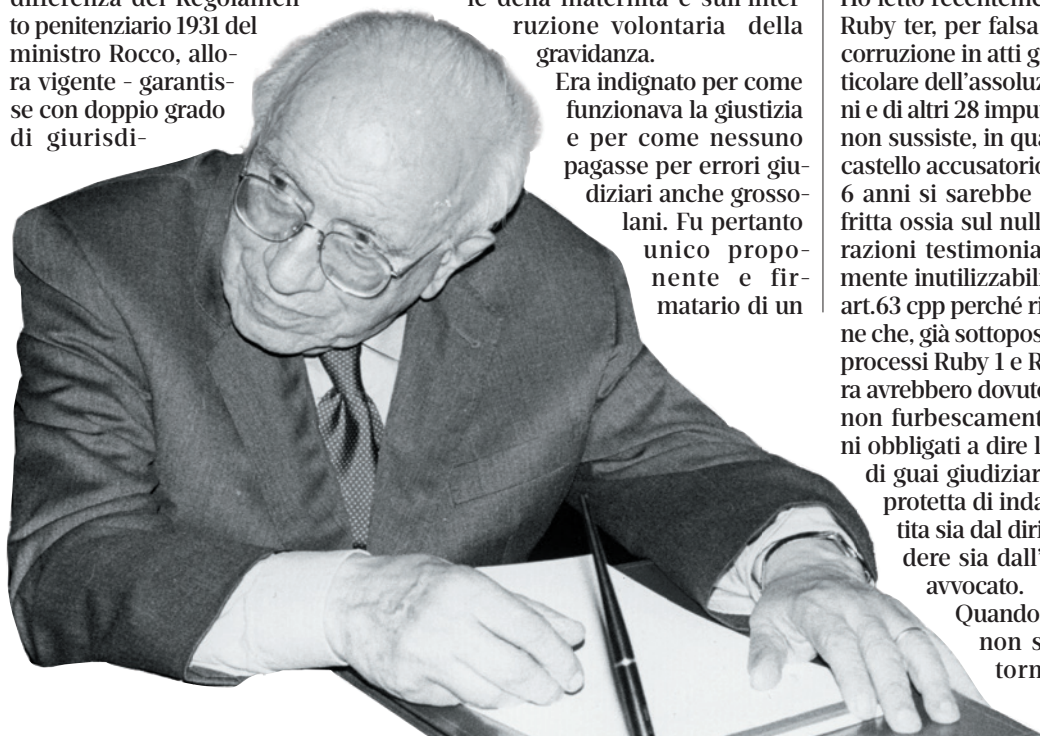 to penitenziario 1931 del
ministro Rocco, allo-
ra vigente - garantis-
se con doppio grado
di giurisdi-
ruzione volontaria della
gravidanza.
Era indignato per come
funzionava la giustizia
e per come nessuno
pagasse per errori giu-
diziari anche grosso-
lani. Fu pertanto
unico propo-
nente e fir-
matario di un
Ruby ter, per falsa
corruzione in atti g
ticolare dell'assoluz
ni e di altri 28 impu
non sussiste, in qua
castello accusatorio
6 anni si sarebbe
fritta ossia sul null
razioni testimonia
mente inutilizzabili
art.63 cpp perché ri
ne che, già sottopos
processi Ruby 1 e R
ra avrebbero dovuto
non furbescament
ni obbligati a dire l
di guai giudiziar
protetta di inda
tita sia dal diri
dere sia dall'
avvocato.
Quando
non s
torn